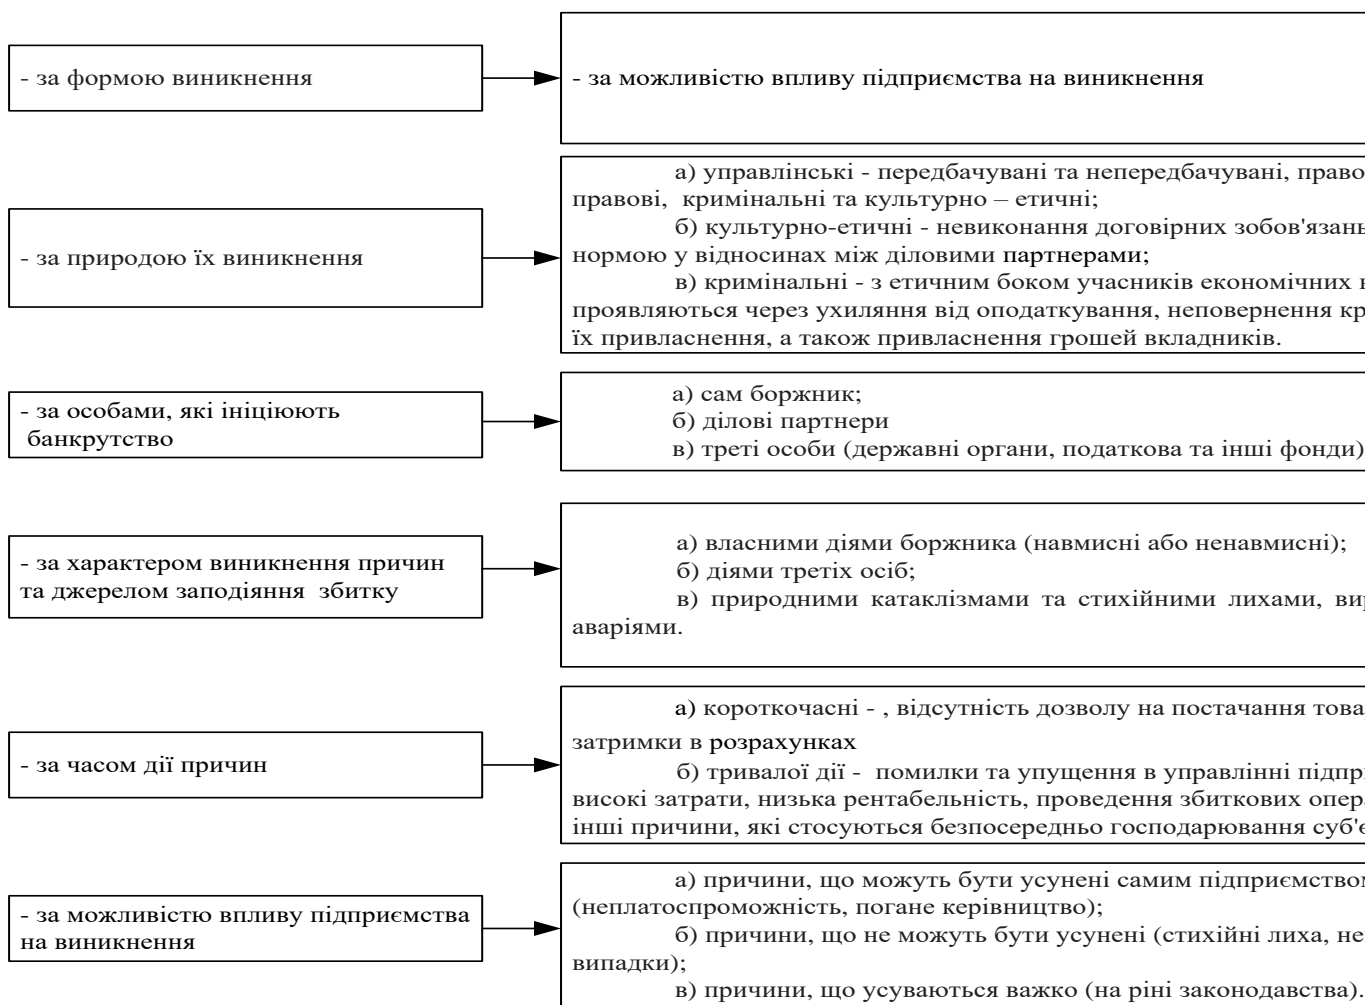 - за формою виникнення
- за можливістю впливу підприємства на виникнення
- за природою їх виникнення
а) управлінські - передбачувані та непередбачувані,
правові, кримінальні та культурно – етичні;
б) культурно-етичні - невиконання договірних зобов'язань
нормою у відносинах між діловими партнерами;
в) кримінальні - з етичним боком учасників економічних
проявляються через ухиляння від оподаткування, неповернення
їх привласнення, а також привласнення грошей вкладників.
- за особами, які ініціюють
банкрутство
а) сам боржник;
б) ділові партнери
в) треті особи (державні органи, податкова та інші фонди)
- за характером виникнення причин
та джерелом заподіяння збитку
а) власними діями боржника (навмисні або ненавмисні);
б) діями третіх осіб;
в) природними катаклізмами та стихійними лихами,
аваріями.
- за часом дії причин
а) короткочасні - , відсутність дозволу на постачання
затримки в розрахунках
б) тривалої дії - помилки та упущення в управлінні
високі затрати, низька рентабельність, проведення збиткових
інші причини, які стосуються безпосередньо господарювання
- за можливістю впливу підприємства
на виникнення
а) причини, що можуть бути усунені самим підприємством
(неплатоспроможність, погане керівництво);
б) причини, що не можуть бути усунені (стихійні лиха,
випадки);
в) причини, що усуваються важко (на ріні законодавства).